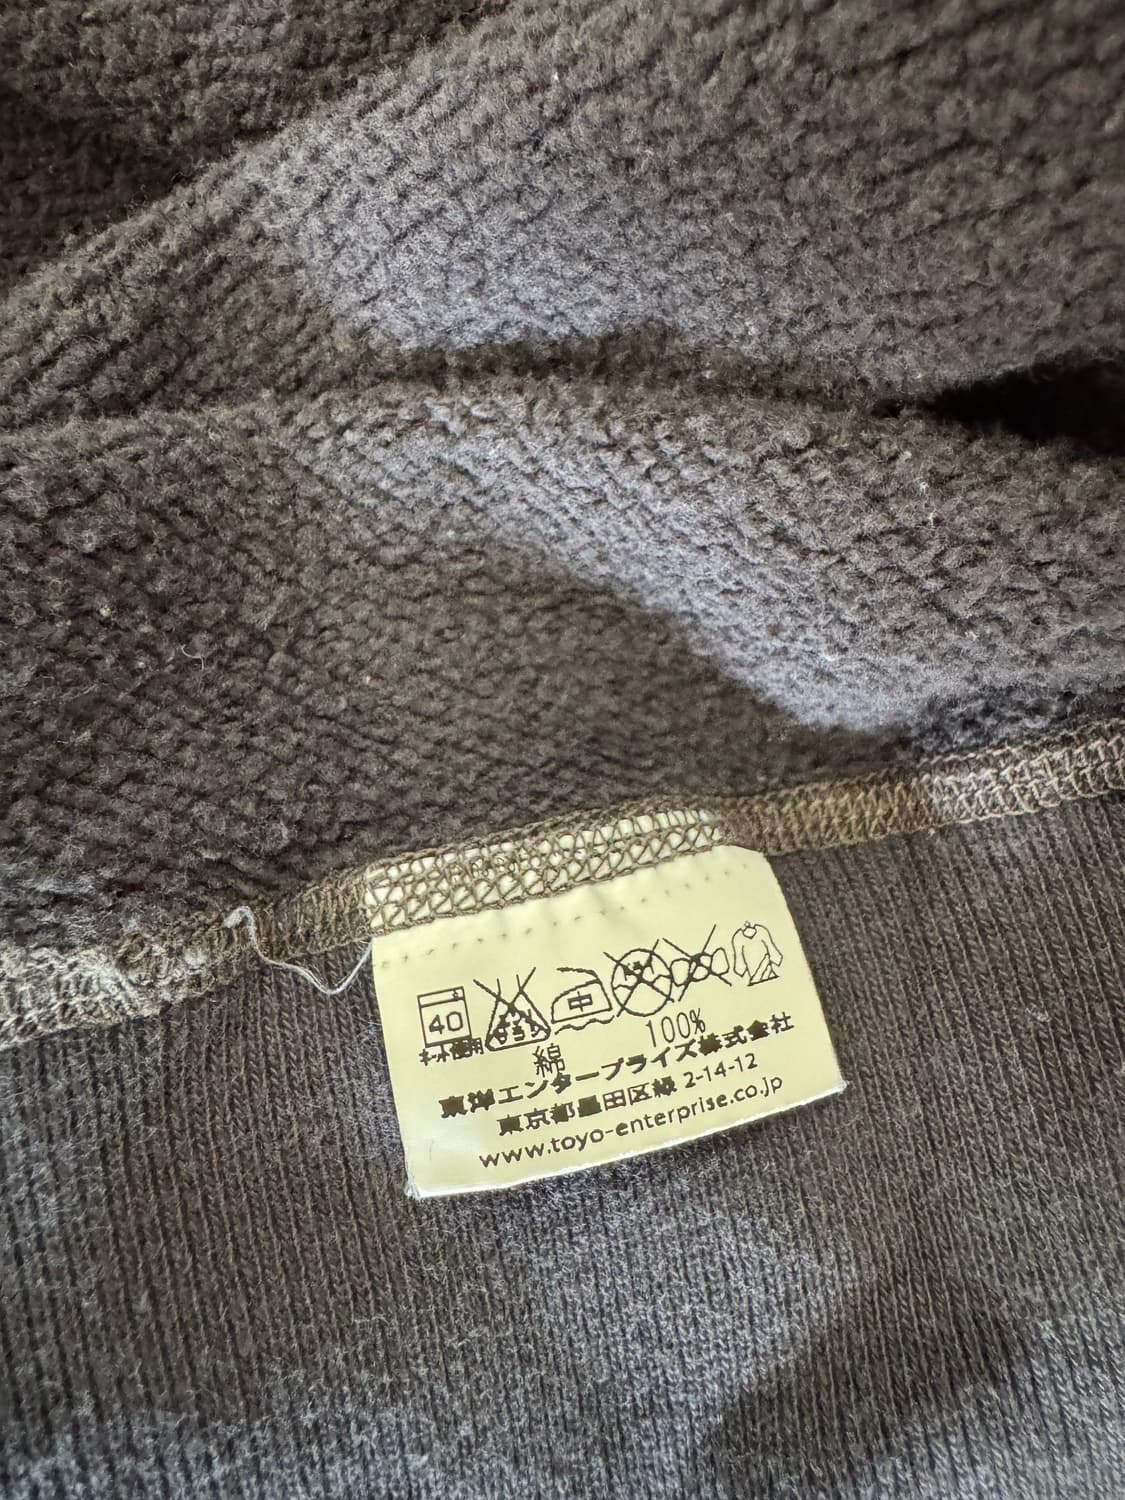 40 中
ネット使用
綿 100%
東洋エンタープライズ株式会社
東京都墨田区緑 2-14-12
www.toyo-enterprise.co.jp